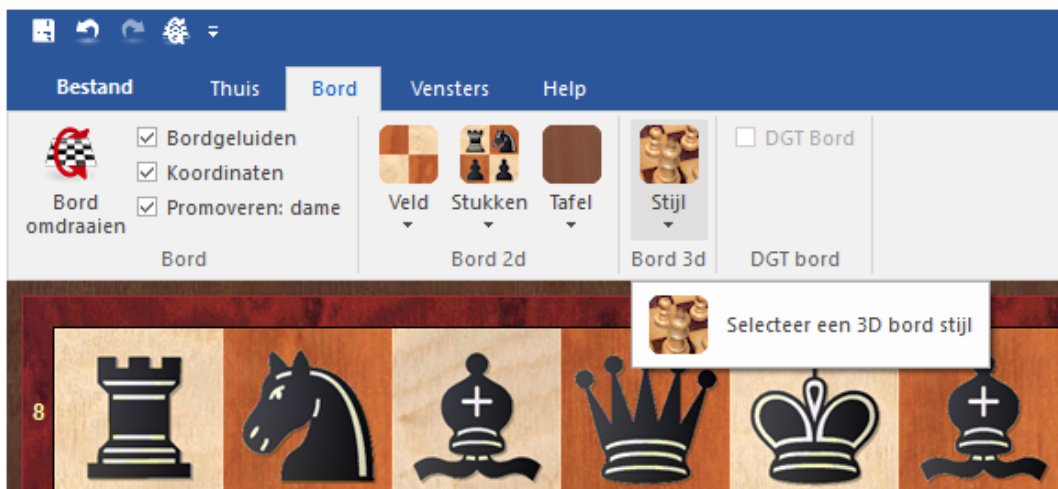 Bestand Thuis Bord Vensters Help
Bordgeluiden
Koordinaten
Promoveren: dame
Bord
omdraaien
Bord
Veld Stukken Tafel
Bord 2d
Stijl
Bord 3d
DGT Bord
DGT bord
Selecteer een 3D bord stijl
8